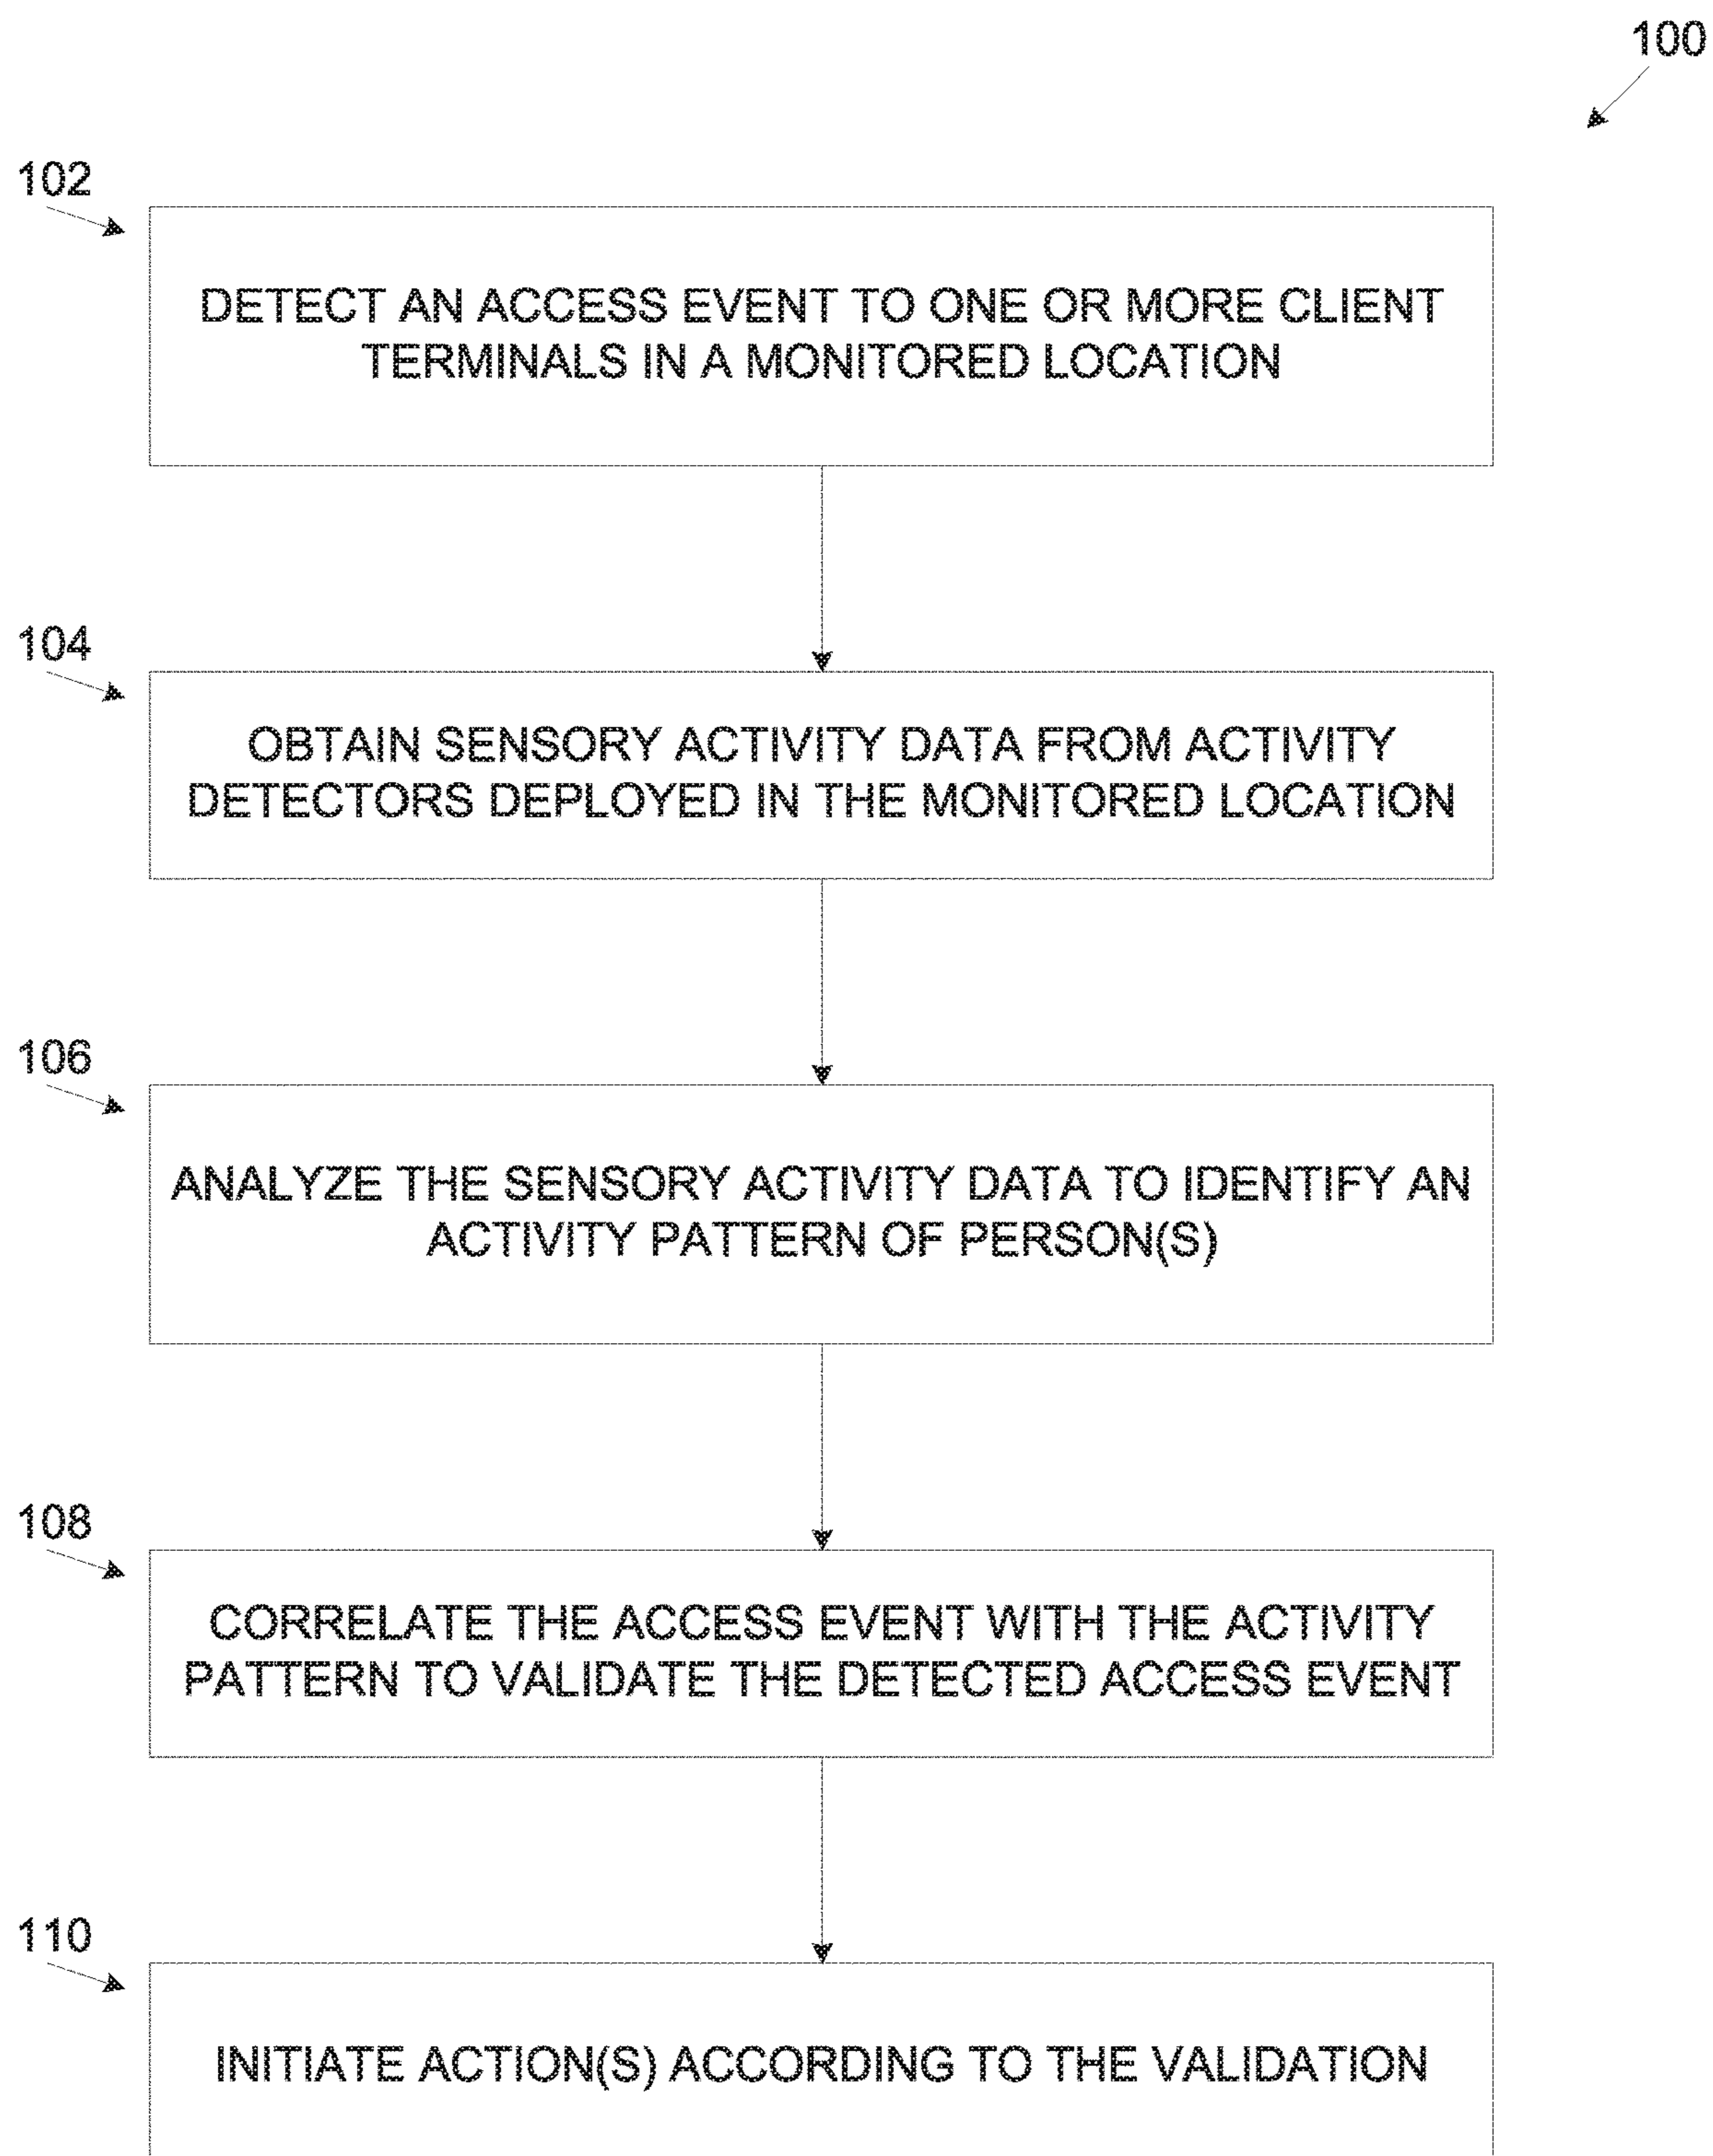 100
102
DETECT AN ACCESS EVENT TO ONE OR MORE CLIENT
TERMINALS IN A MONITORED LOCATION
104
OBTAIN SENSORY ACTIVITY DATA FROM ACTIVITY
DETECTORS DEPLOYED IN THE MONITORED LOCATION
106
ANALYZE THE SENSORY ACTIVITY DATA TO IDENTIFY AN
ACTIVITY PATTERN OF PERSON(S)
108
CORRELATE THE ACCESS EVENT WITH THE ACTIVITY
PATTERN TO VALIDATE THE DETECTED ACCESS EVENT
110
INITIATE ACTION(S) ACCORDING TO THE VALIDATION